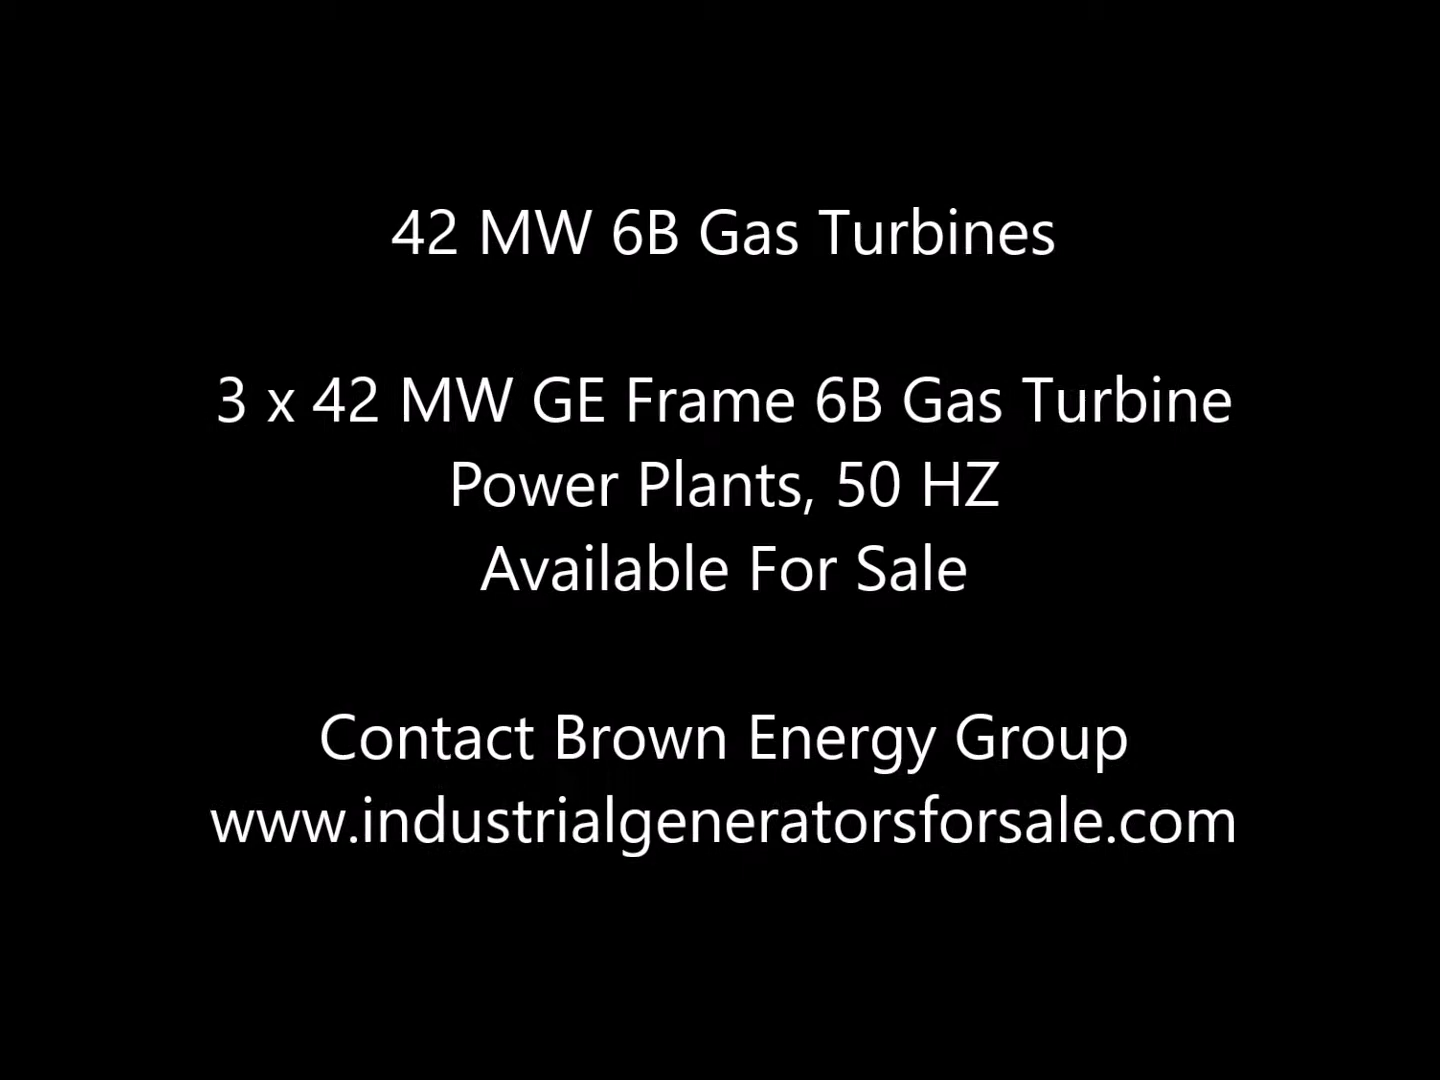 42 MW 6B Gas Turbines
3 x 42 MW GE Frame 6B Gas Turbine
Power Plants, 50 HZ
Available For Sale
Contact Brown Energy Group
www.industrialgeneratorsforsale.com